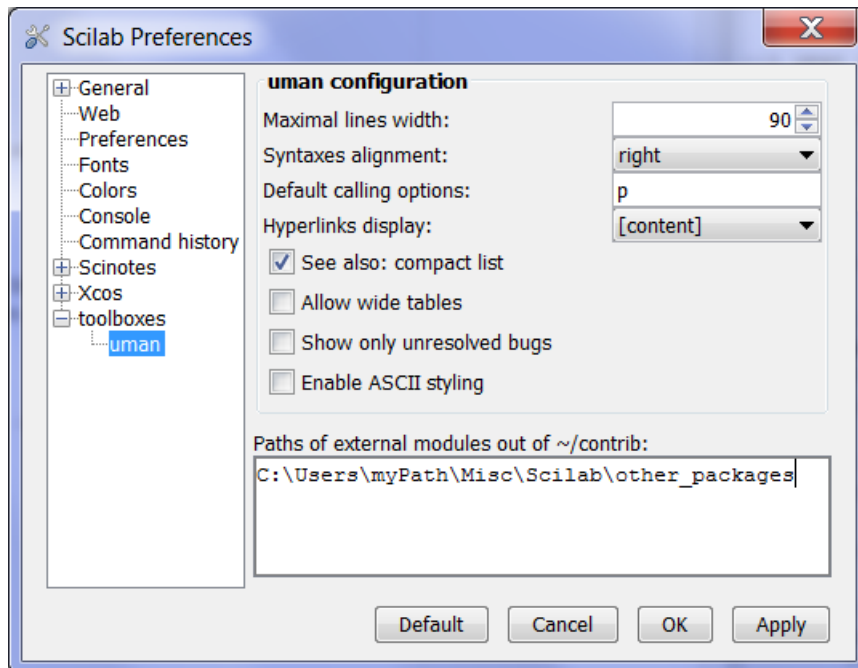 Scilab Preferences
General
Web
Preferences
Fonts
Colors
Console
Command history
Scinotes
Xcos
toolboxes
uman
uman configuration
Maximal lines width: 90
Syntaxes alignment: right
Default calling options: p
Hyperlinks display: [content]
See also: compact list
Allow wide tables
Show only unresolved bugs
Enable ASCII styling
Paths of external modules out of ~/contrib:
C:\Users\myPath\Misc\Scilab\other_packages
Default Cancel OK Apply